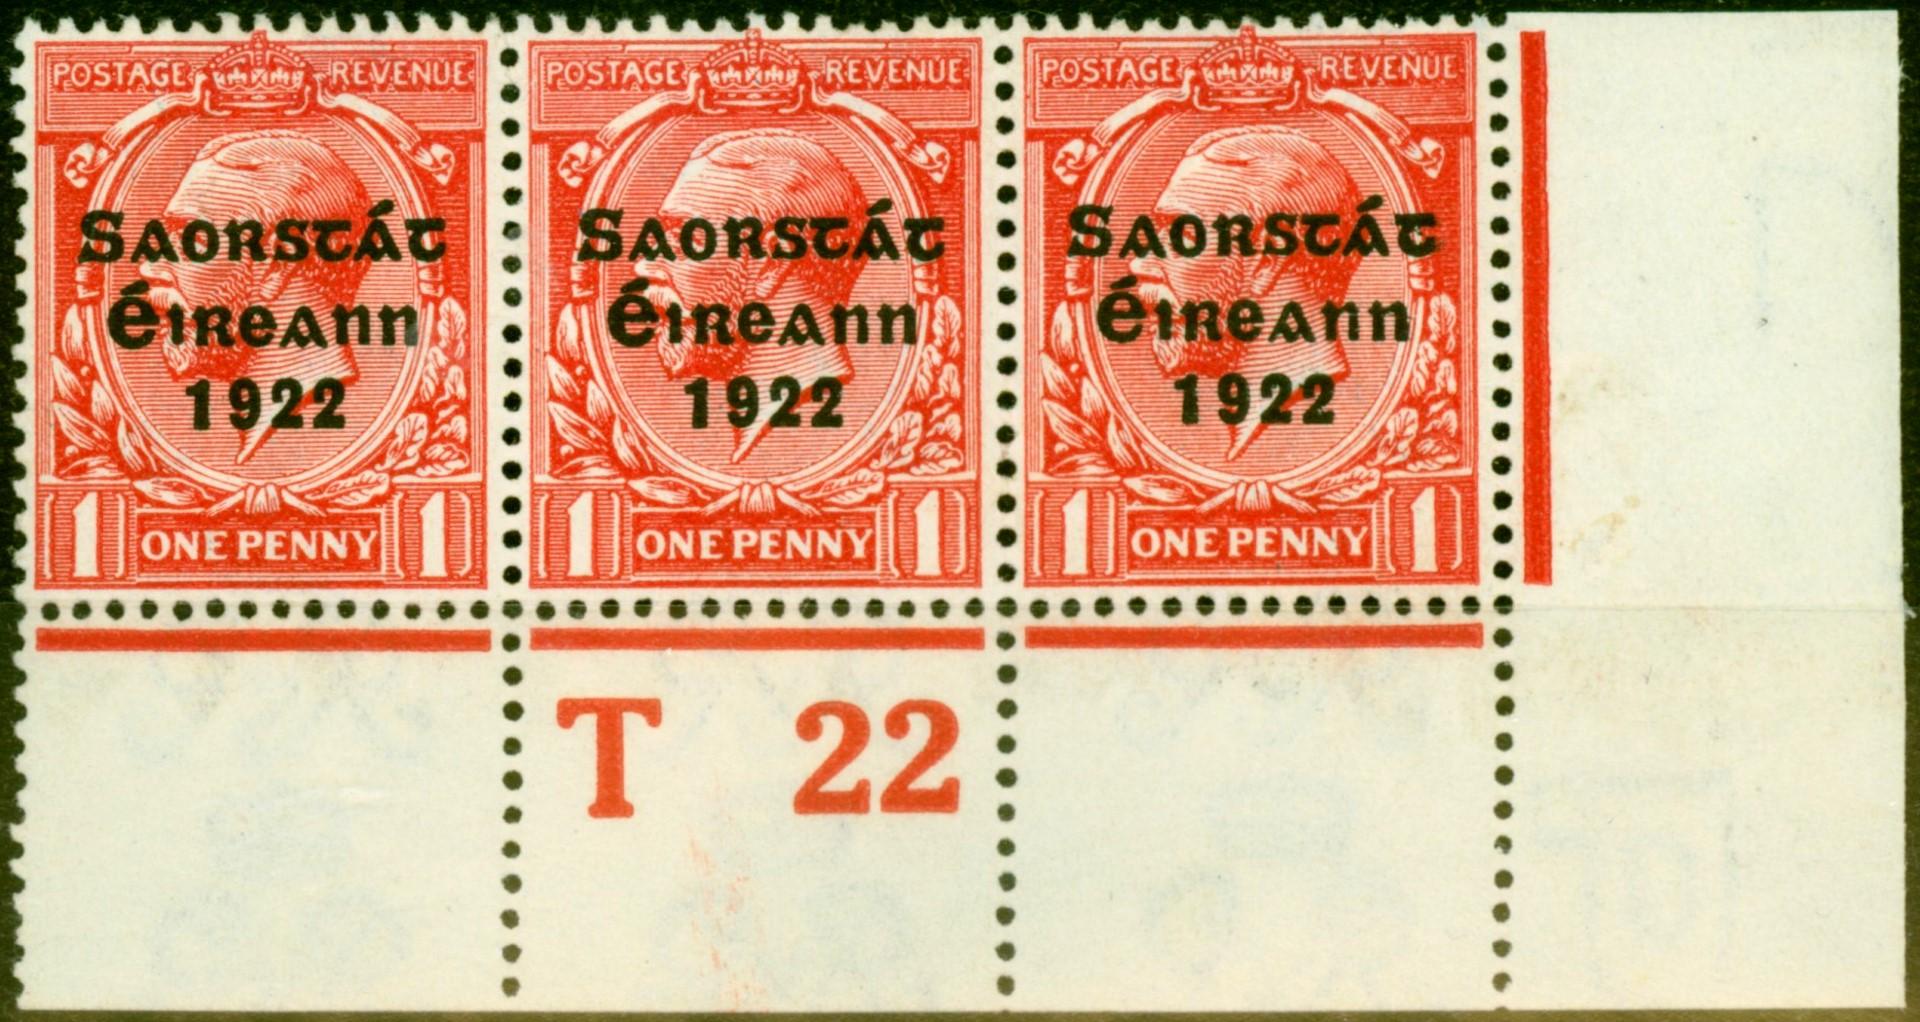 POSTAGE REVENUE POSTAGE REVENUE POSTAGE REVENUE
Saorstát Saorstát Saorstát
Éireann Éireann Éireann
1922 1922 1922
1 ONE PENNY 1 1 ONE PENNY 1 1 ONE PENNY 1
T 22